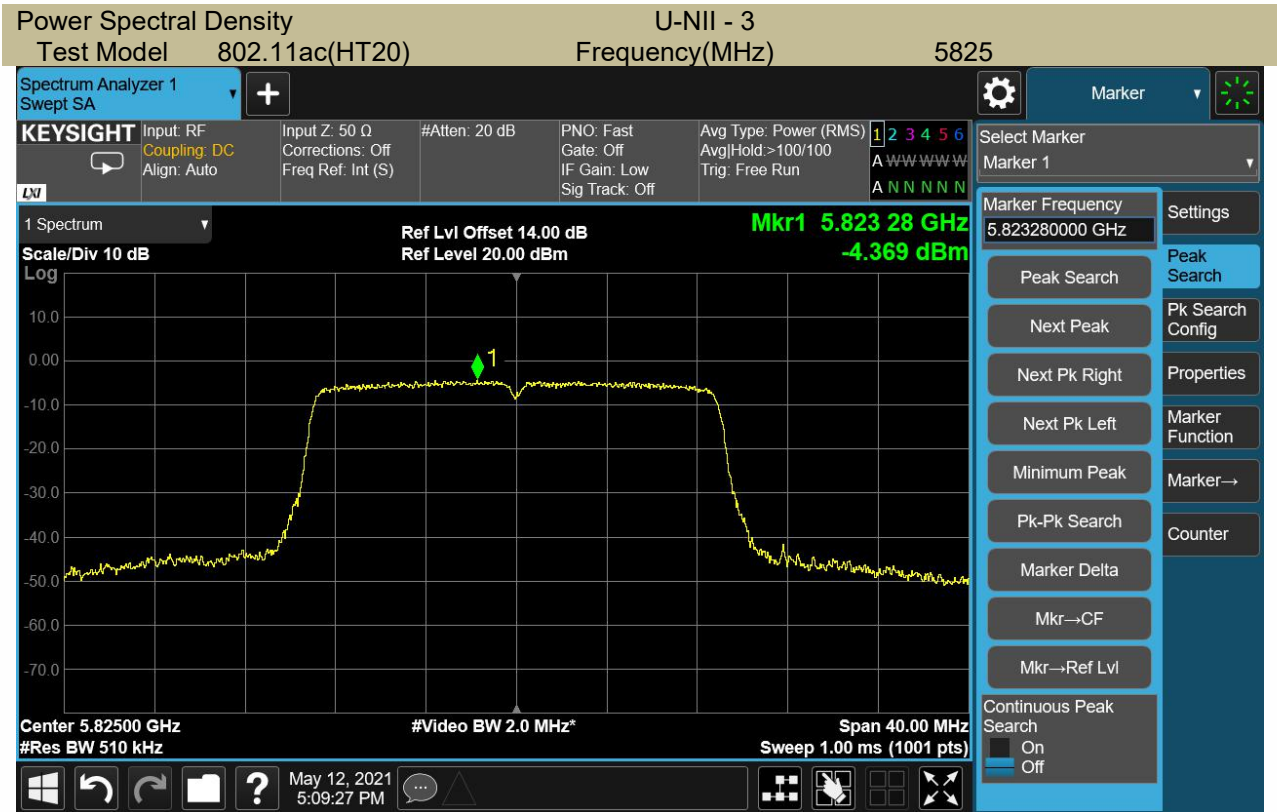 Power Spectral Density U-NII - 3
Test Model 802.11ac(HT20) Frequency(MHz) 5825
Spectrum Analyzer 1
Swept SA
Marker
KEYSIGHT
LXI
Input: RF
Coupling: DC
Align: Auto
Input Z: 50 Ω
Corrections: Off
Freq Ref: Int (S)
#Atten: 20 dB
PNO: Fast
Gate: Off
IF Gain: Low
Sig Track: Off
Avg Type: Power (RMS)
Avg|Hold:>100/100
Trig: Free Run
1 2 3 4 5 6
A W W W W W
A N N N N N
Select Marker
Marker 1
1 Spectrum
Scale/Div 10 dB
Log
Ref Lvl Offset 14.00 dB
Ref Level 20.00 dBm
Mkr1 5.823 28 GHz
-4.369 dBm
10.0
0.00
-10.0
-20.0
-30.0
-40.0
-50.0
-60.0
-70.0
1
Center 5.82500 GHz
#Res BW 510 kHz
#Video BW 2.0 MHz*
Span 40.00 MHz
Sweep 1.00 ms (1001 pts)
Marker Frequency
5.823280000 GHz
Peak Search
Next Peak
Next Pk Right
Next Pk Left
Minimum Peak
Pk-Pk Search
Marker Delta
Mkr→CF
Mkr→Ref Lvl
Continuous Peak
Search
On
Off
Settings
Peak
Search
Pk Search
Config
Properties
Marker
Function
Marker→
Counter
?
May 12, 2021
5:09:27 PM